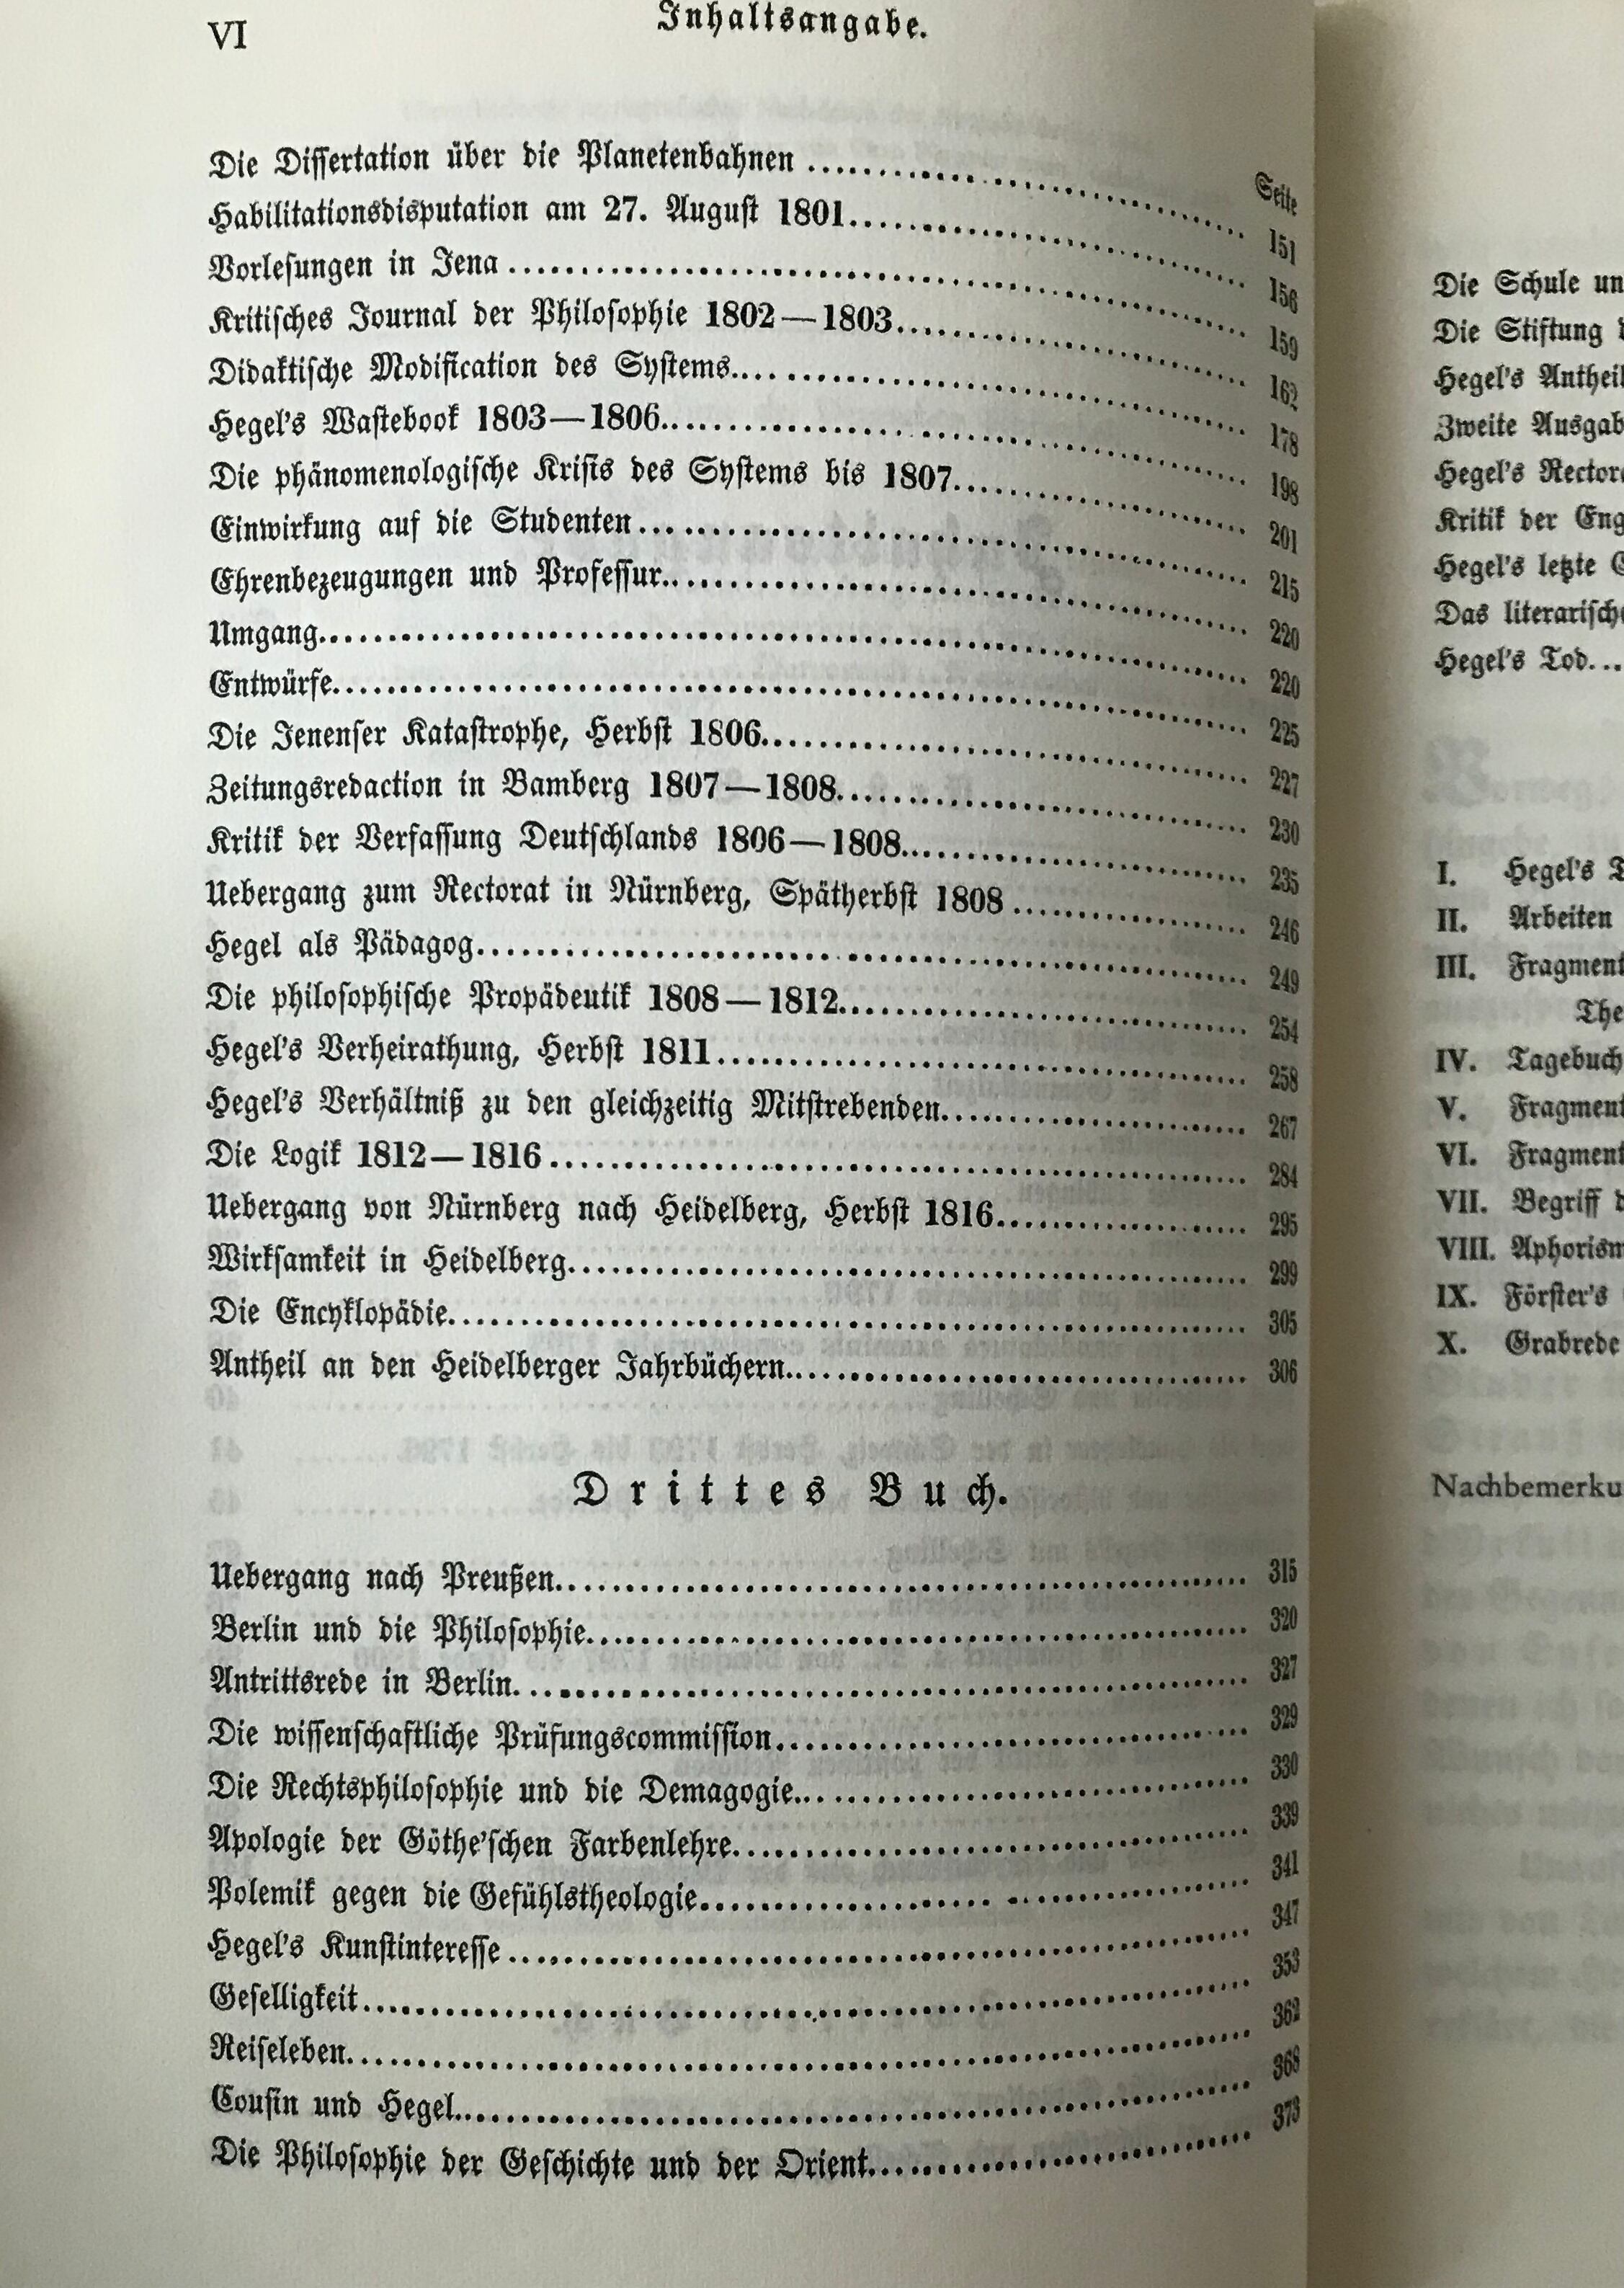 VI
Inhaltsangabe.
Seite
Die Dissertation über die Planetenbahnen ........ 151
Habilitationsdisputation am 27. August 1801........ 156
Vorlesungen in Jena ........ 159
Kritisches Journal der Philosophie 1802—1803........ 162
Didaktische Modification des Systems........ 178
Hegel's Wastebook 1803—1806........ 198
Die phänomenologische Krisis des Systems bis 1807........ 201
Einwirkung auf die Studenten........ 215
Ehrenbezeugungen und Professur........ 220
Umgang........ 220
Entwürfe........ 225
Die Jenenser Katastrophe, Herbst 1806........ 227
Zeitungsredaction in Bamberg 1807—1808........ 230
Kritik der Verfassung Deutschlands 1806—1808........ 235
Uebergang zum Rectorat in Nürnberg, Spätherbst 1808 ........ 246
Hegel als Pädagog........ 249
Die philosophische Propädeutik 1808—1812........ 254
Hegel's Verheirathung, Herbst 1811........ 258
Hegel's Verhältniß zu den gleichzeitig Mitstrebenden........ 267
Die Logik 1812—1816........ 284
Uebergang von Nürnberg nach Heidelberg, Herbst 1816........ 295
Wirksamkeit in Heidelberg........ 299
Die Encyklopädie........ 305
Antheil an den Heidelberger Jahrbüchern........ 306
Drittes Buch.
Uebergang nach Preußen........ 315
Berlin und die Philosophie........ 320
Antrittsrede in Berlin........ 327
Die wissenschaftliche Prüfungscommission........ 329
Die Rechtsphilosophie und die Demagogie........ 330
Apologie der Göthe'schen Farbenlehre........ 339
Polemik gegen die Gefühlstheologie........ 341
Hegel's Kunstinteresse ........ 347
Geselligkeit........ 353
Reiseleben........ 362
Cousin und Hegel........ 368
Die Philosophie der Geschichte und der Orient........ 373
Die Schule
Die Stiftung
Hegel's
Zweite
Hegel's
Kritik der
Hegel's letzte
Das
Hegel's Tod...
I. Hegel's
II. Arbeiten
III.
IV. Tagebuch
V.
VI.
VII. Begriff
VIII.
IX. Förster's
X. Grabrede